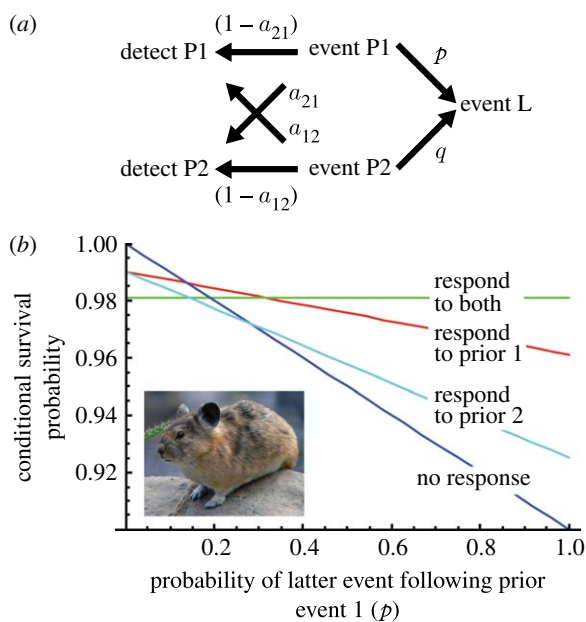 (a)
(1 – a21)
detect P1 event P1 p
a21
event L
a12
q
detect P2 event P2
(1 – a12)
(b)
1.00
0.98
0.96
0.94
0.92
conditional survival
probability
respond
to both
respond
to prior 1
respond
to prior 2
no response
0.2 0.4 0.6 0.8 1.0
probability of latter event following prior
event 1 (p)